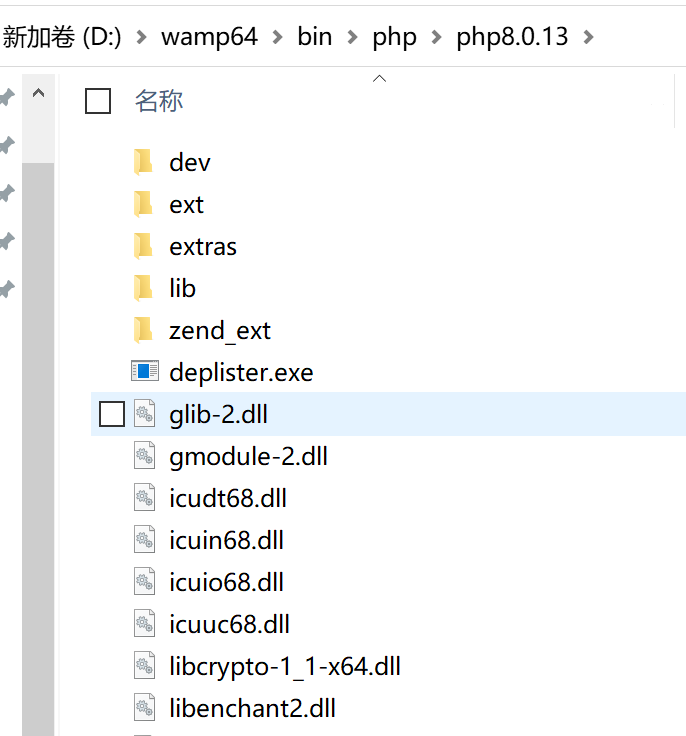 新加卷 (D:) > wamp64 > bin > php > php8.0.13 >
名称
dev
ext
extras
lib
zend_ext
deplister.exe
glib-2.dll
gmodule-2.dll
icudt68.dll
icuin68.dll
icuio68.dll
icuuc68.dll
libcrypto-1_1-x64.dll
libenchant2.dll